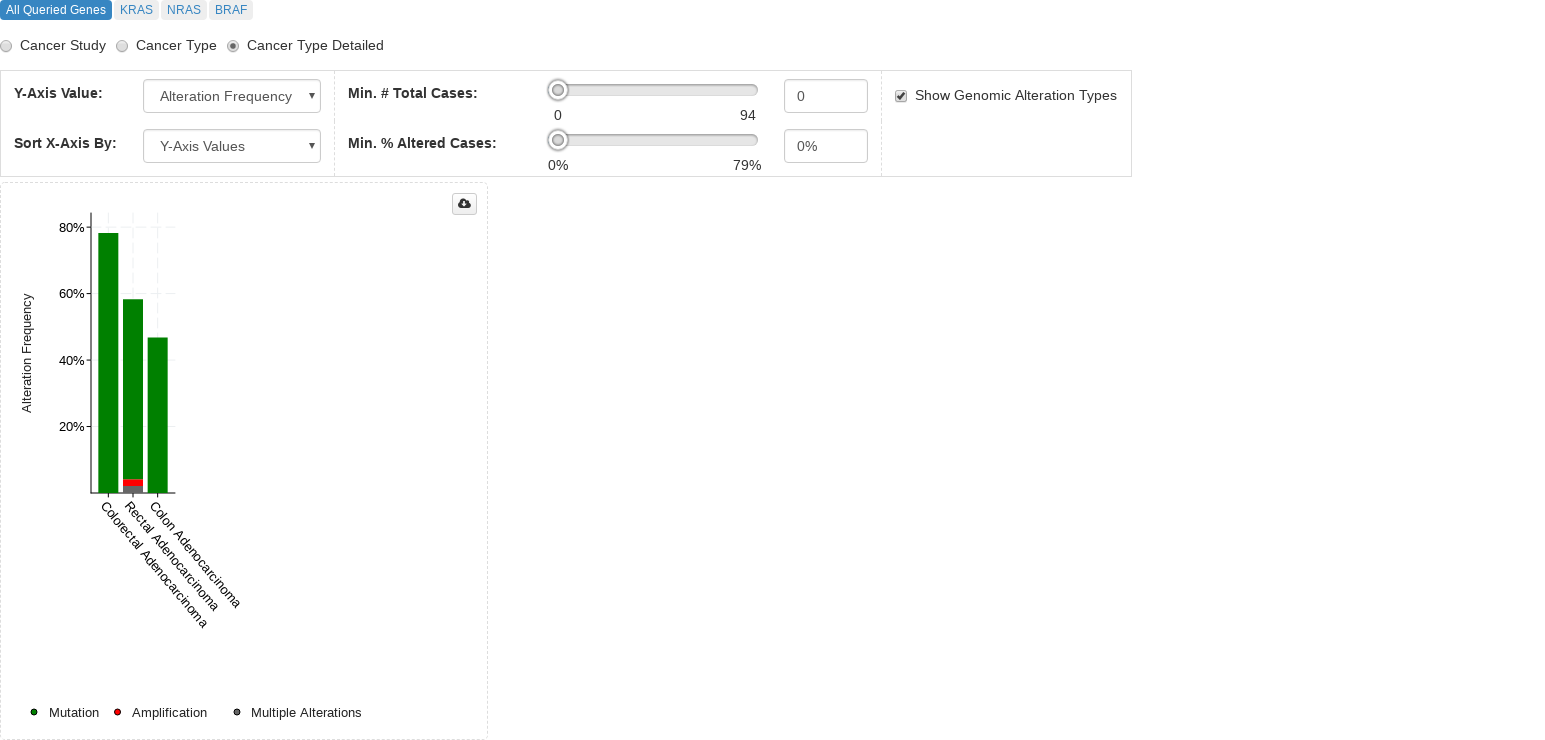 All Queried Genes KRAS NRAS BRAF
Cancer Study Cancer Type Cancer Type Detailed
Y-Axis Value: Alteration Frequency Min. # Total Cases: 0 Show Genomic Alteration Types
0 94
Sort X-Axis By: Y-Axis Values Min. % Altered Cases: 0%
0% 79%
80%
60%
40%
20%
Alteration Frequency
Colorectal Adenocarcinoma
Rectal Adenocarcinoma
Colon Adenocarcinoma
Mutation Amplification Multiple Alterations